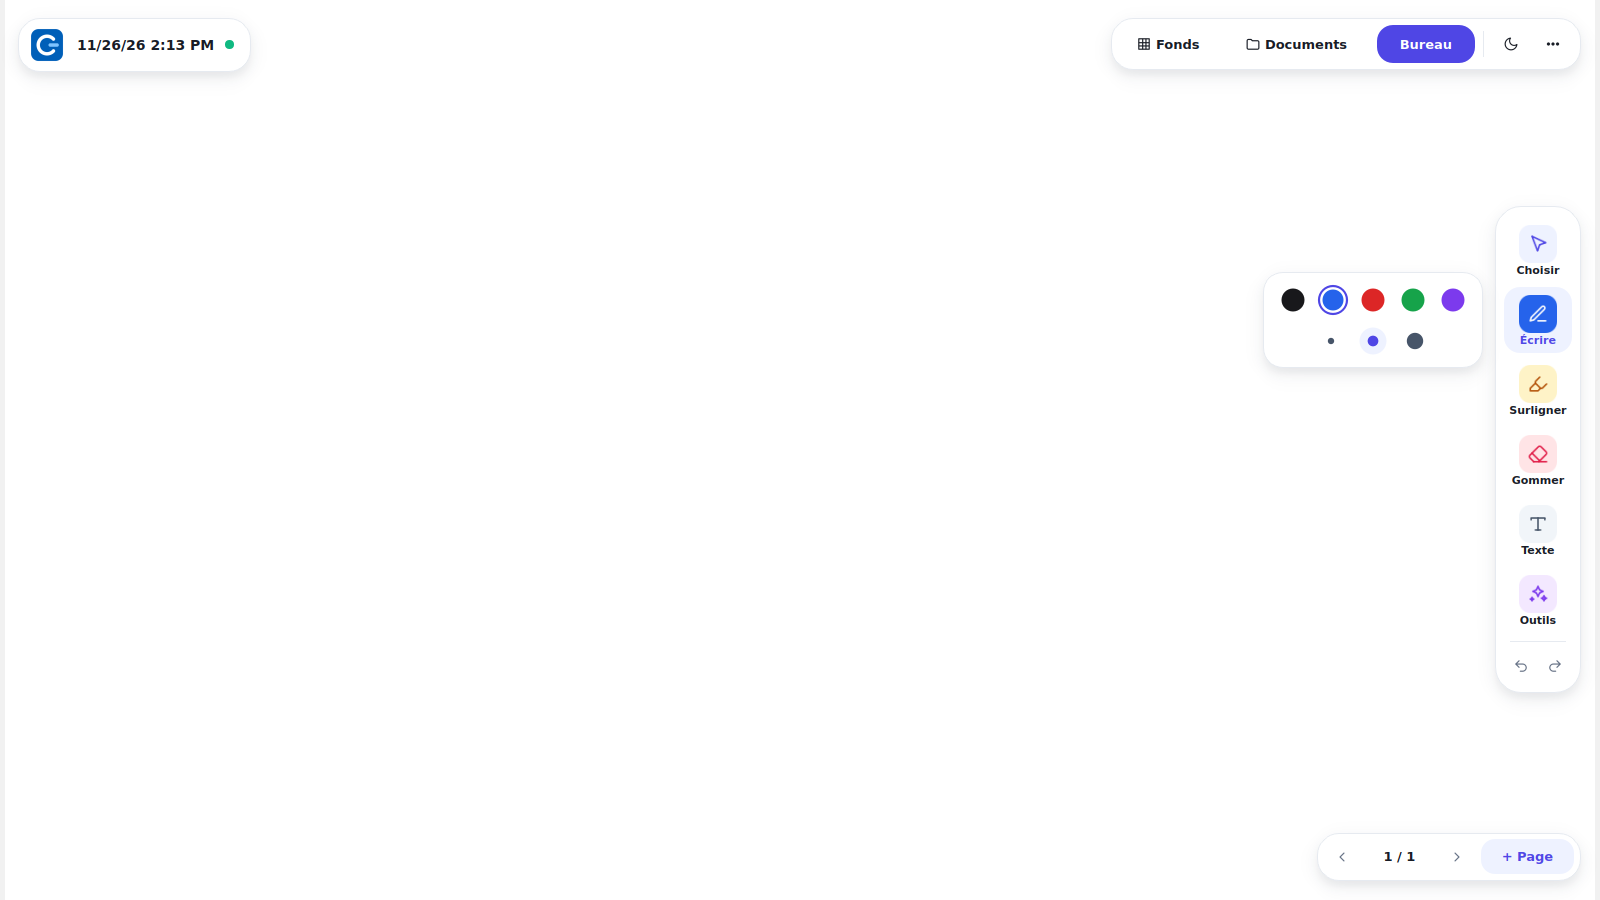 11/26/26 2:13 PM
Fonds
Documents
Bureau
Choisir
Écrire
Surligner
Gommer
Texte
Outils
1 / 1
+ Page